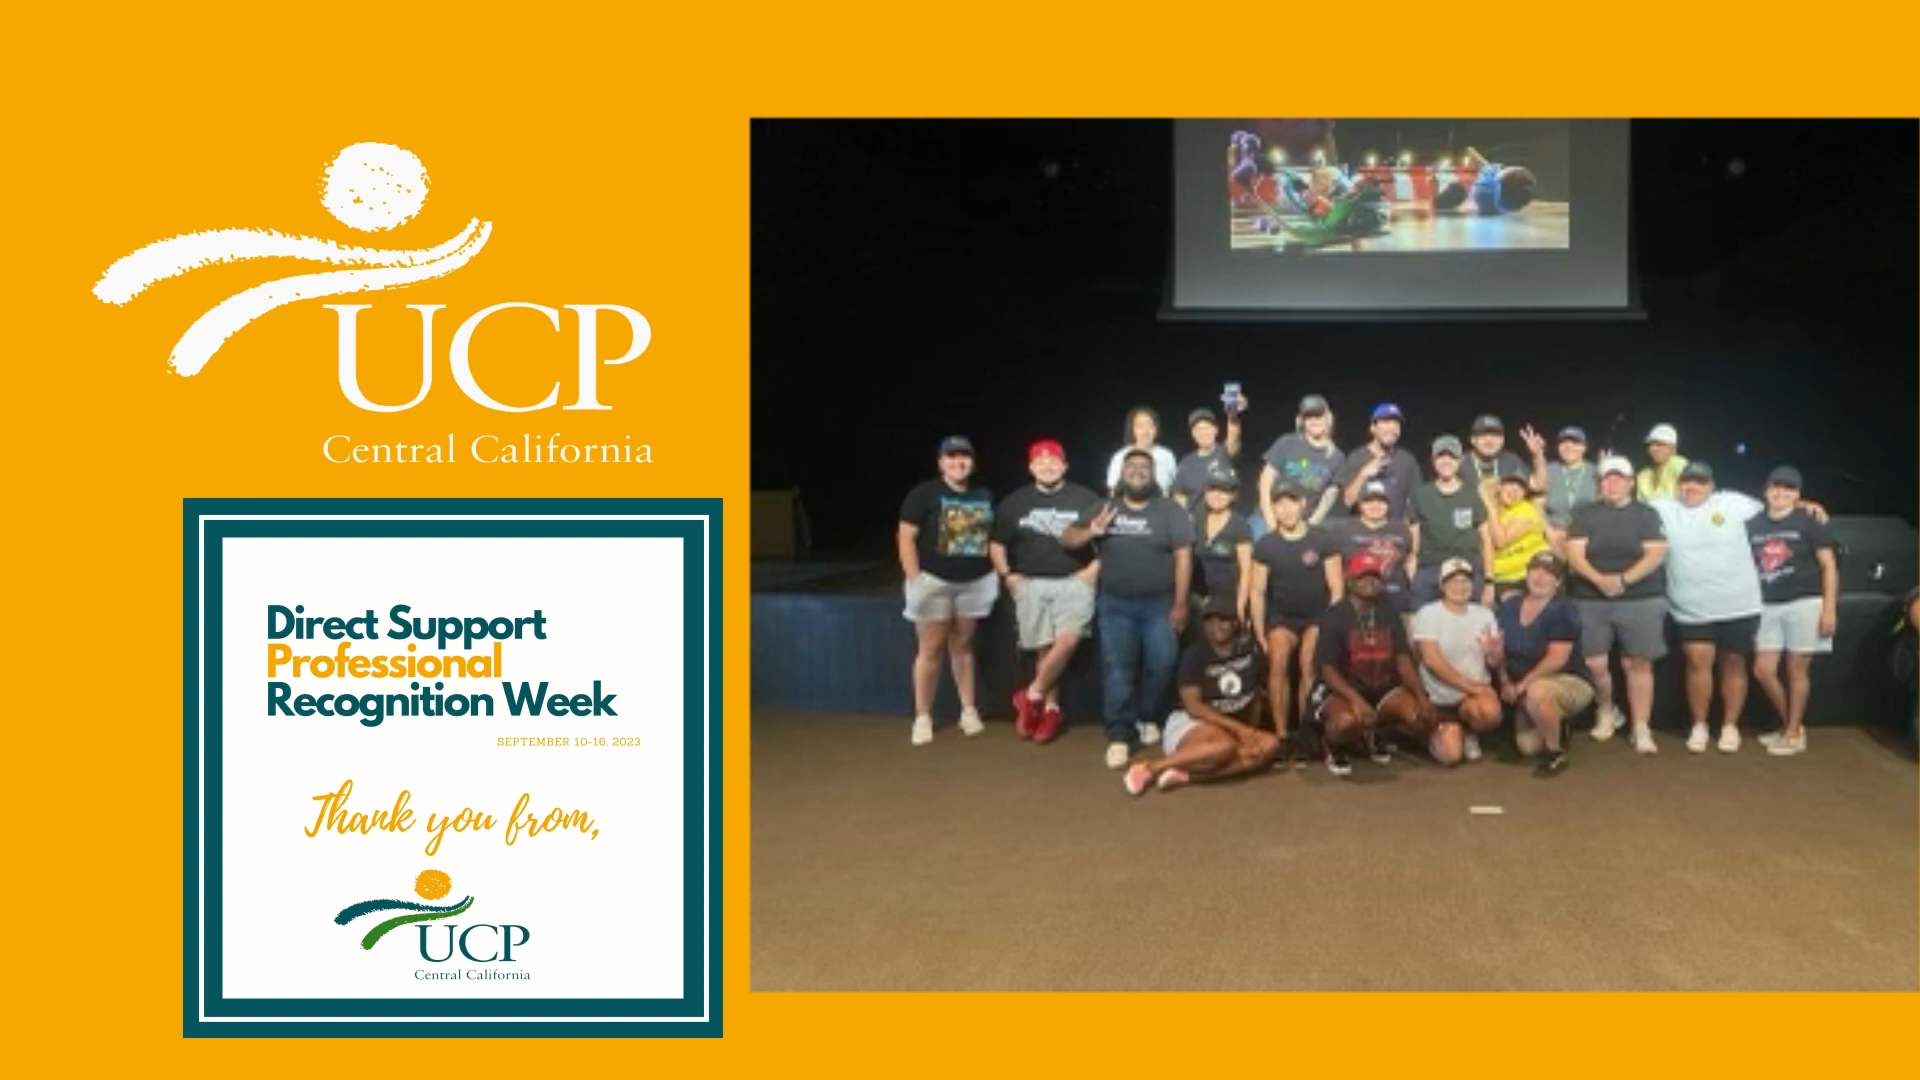 UCP
Central California
Direct Support
Professional
Recognition Week
SEPTEMBER 10-16, 2023
Thank you from,
UCP
Central California